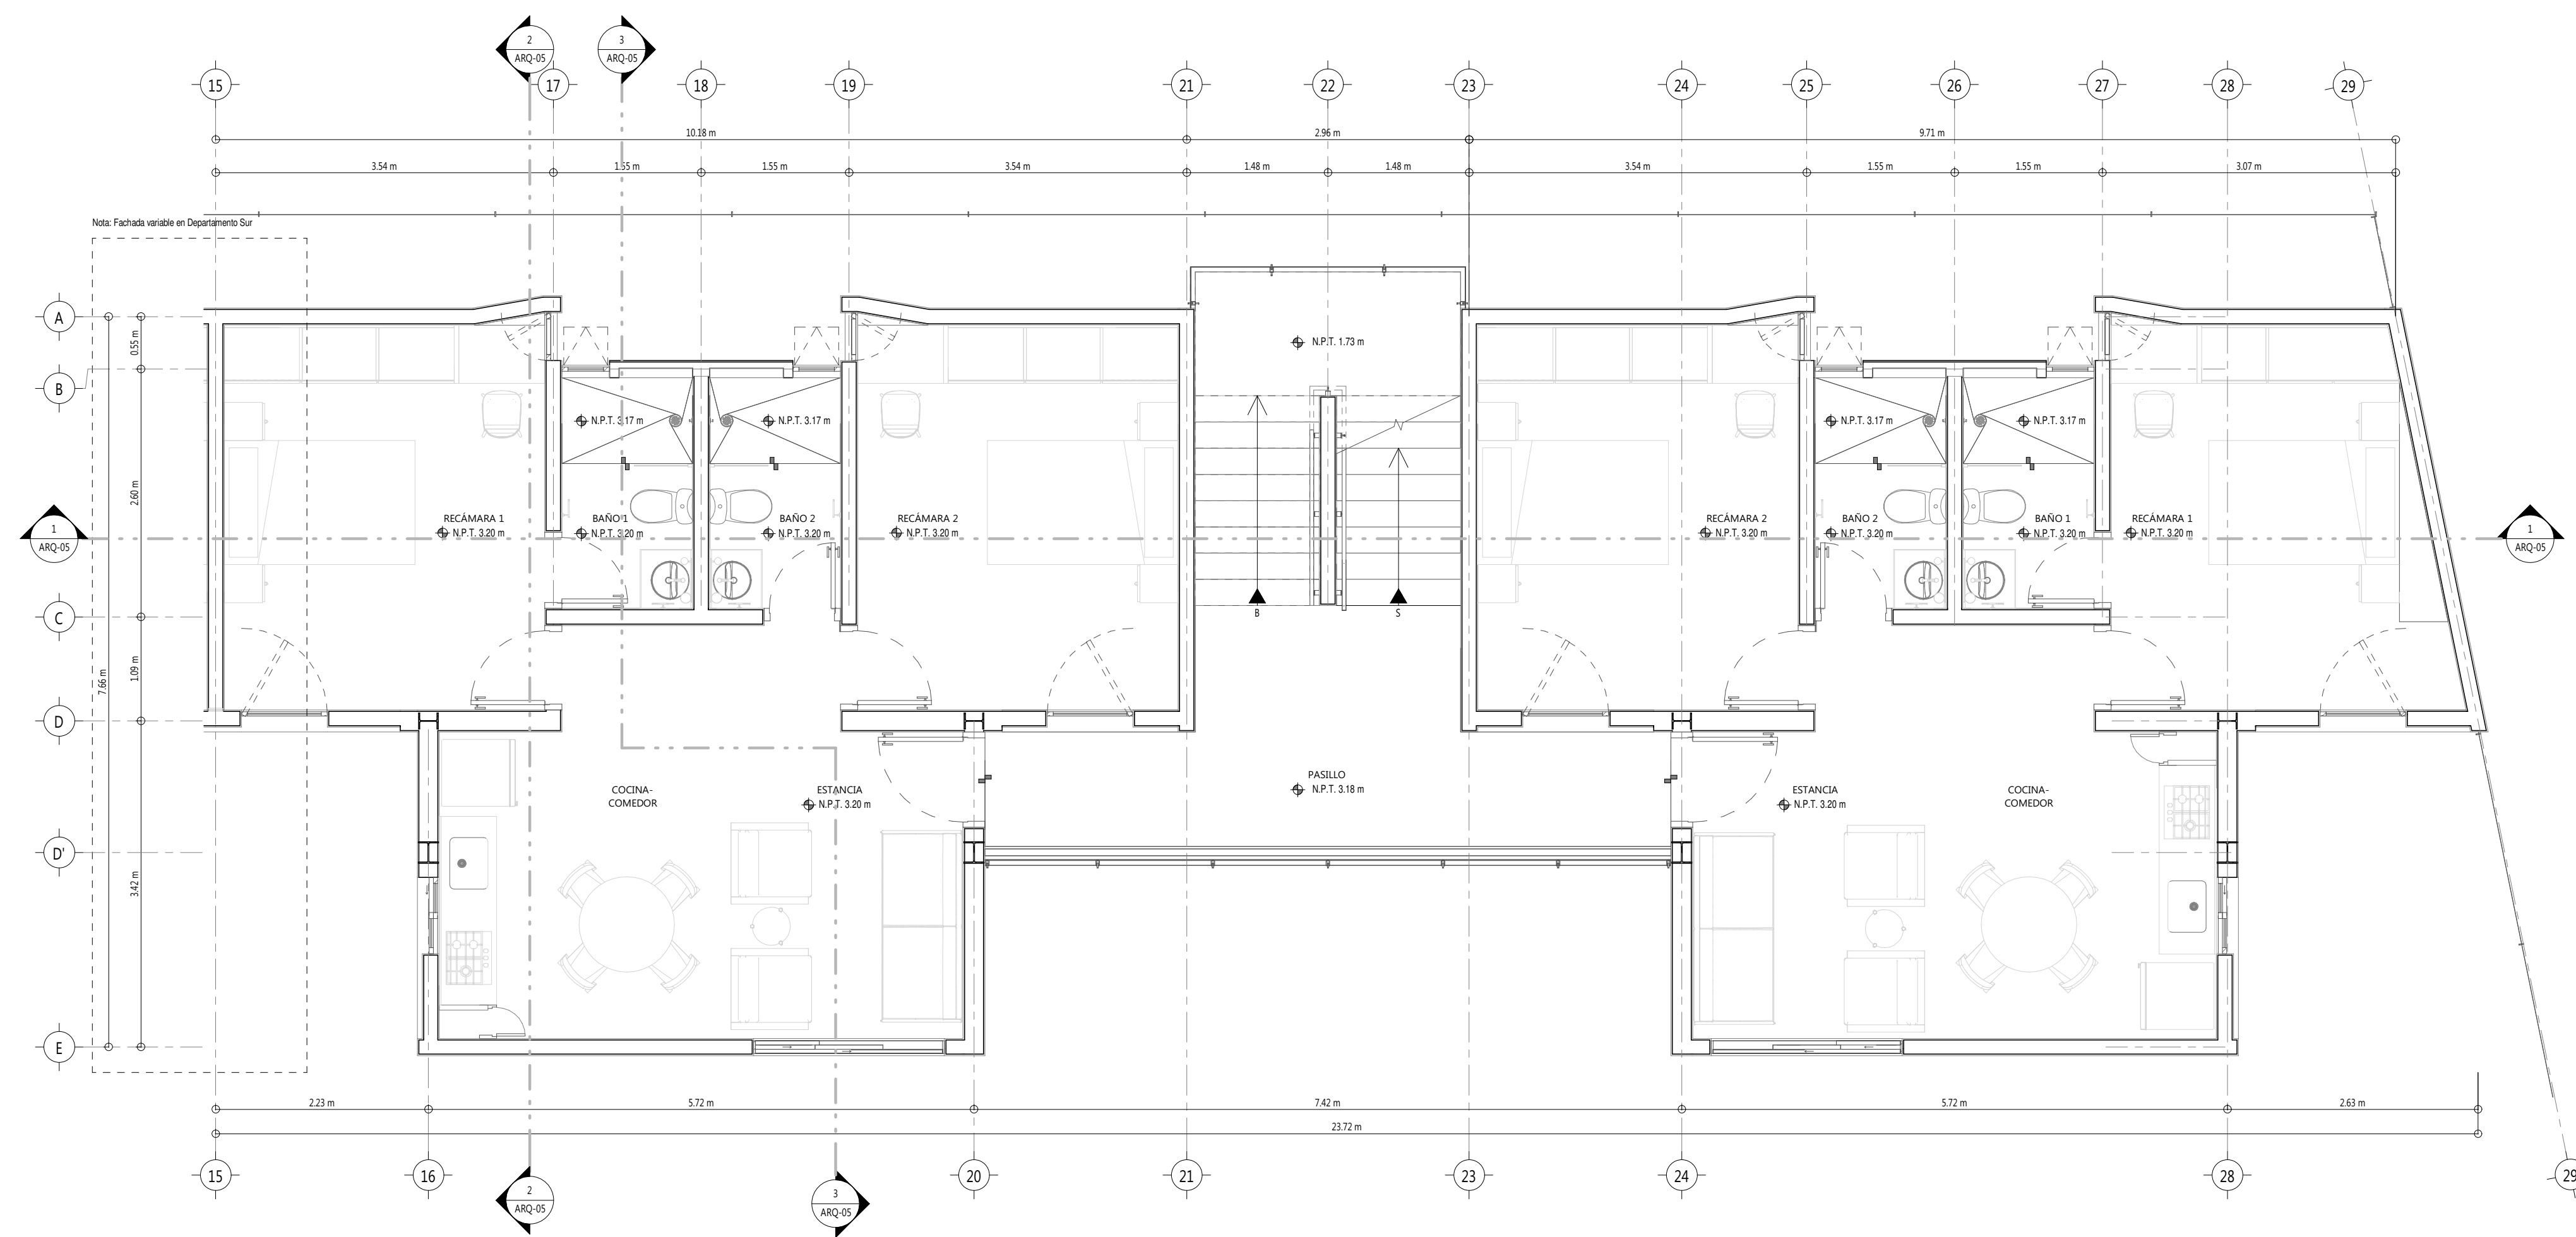 2
ARQ-05
3
ARQ-05
15
17
18
19
21
22
23
24
25
26
27
28
29
10.18 m
2.96 m
9.71 m
3.54 m
1.55 m
1.55 m
3.54 m
1.48 m
1.48 m
3.54 m
1.55 m
1.55 m
3.07 m
Nota: Fachada variable en Departamento Sur
A
B
C
D
D'
E
0.55 m
2.60 m
1.09 m
3.42 m
7.66 m
N.P.T. 1.73 m
N.P.T. 3.17 m
N.P.T. 3.17 m
N.P.T. 3.17 m
N.P.T. 3.17 m
1
ARQ-05
RECÁMARA 1
N.P.T. 3.20 m
BAÑO 1
N.P.T. 3.20 m
BAÑO 2
N.P.T. 3.20 m
RECÁMARA 2
N.P.T. 3.20 m
RECÁMARA 2
N.P.T. 3.20 m
BAÑO 2
N.P.T. 3.20 m
BAÑO 1
N.P.T. 3.20 m
RECÁMARA 1
N.P.T. 3.20 m
1
ARQ-05
B
S
COCINA-
COMEDOR
ESTANCIA
N.P.T. 3.20 m
PASILLO
N.P.T. 3.18 m
ESTANCIA
N.P.T. 3.20 m
COCINA-
COMEDOR
2.23 m
5.72 m
7.42 m
5.72 m
2.63 m
23.72 m
15
16
20
21
23
24
28
29
2
ARQ-05
3
ARQ-05